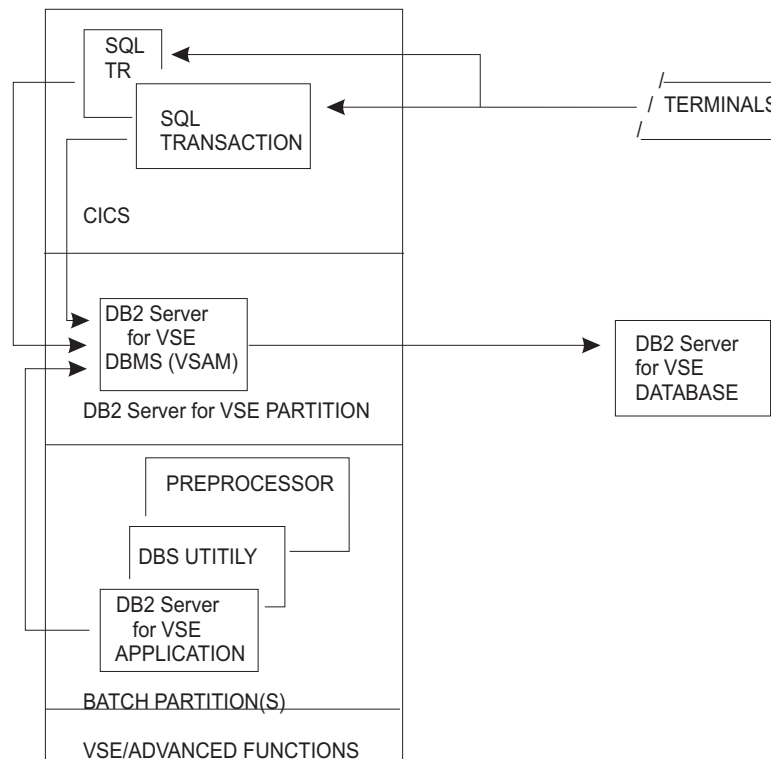 SQL
TR
SQL
TRANSACTION
/ TERMINALS
/
/
CICS
DB2 Server
for VSE
DBMS (VSAM)
DB2 Server for VSE PARTITION
DB2 Server
for VSE
DATABASE
PREPROCESSOR
DBS UTITILY
DB2 Server
for VSE
APPLICATION
BATCH PARTITION(S)
VSE/ADVANCED FUNCTIONS